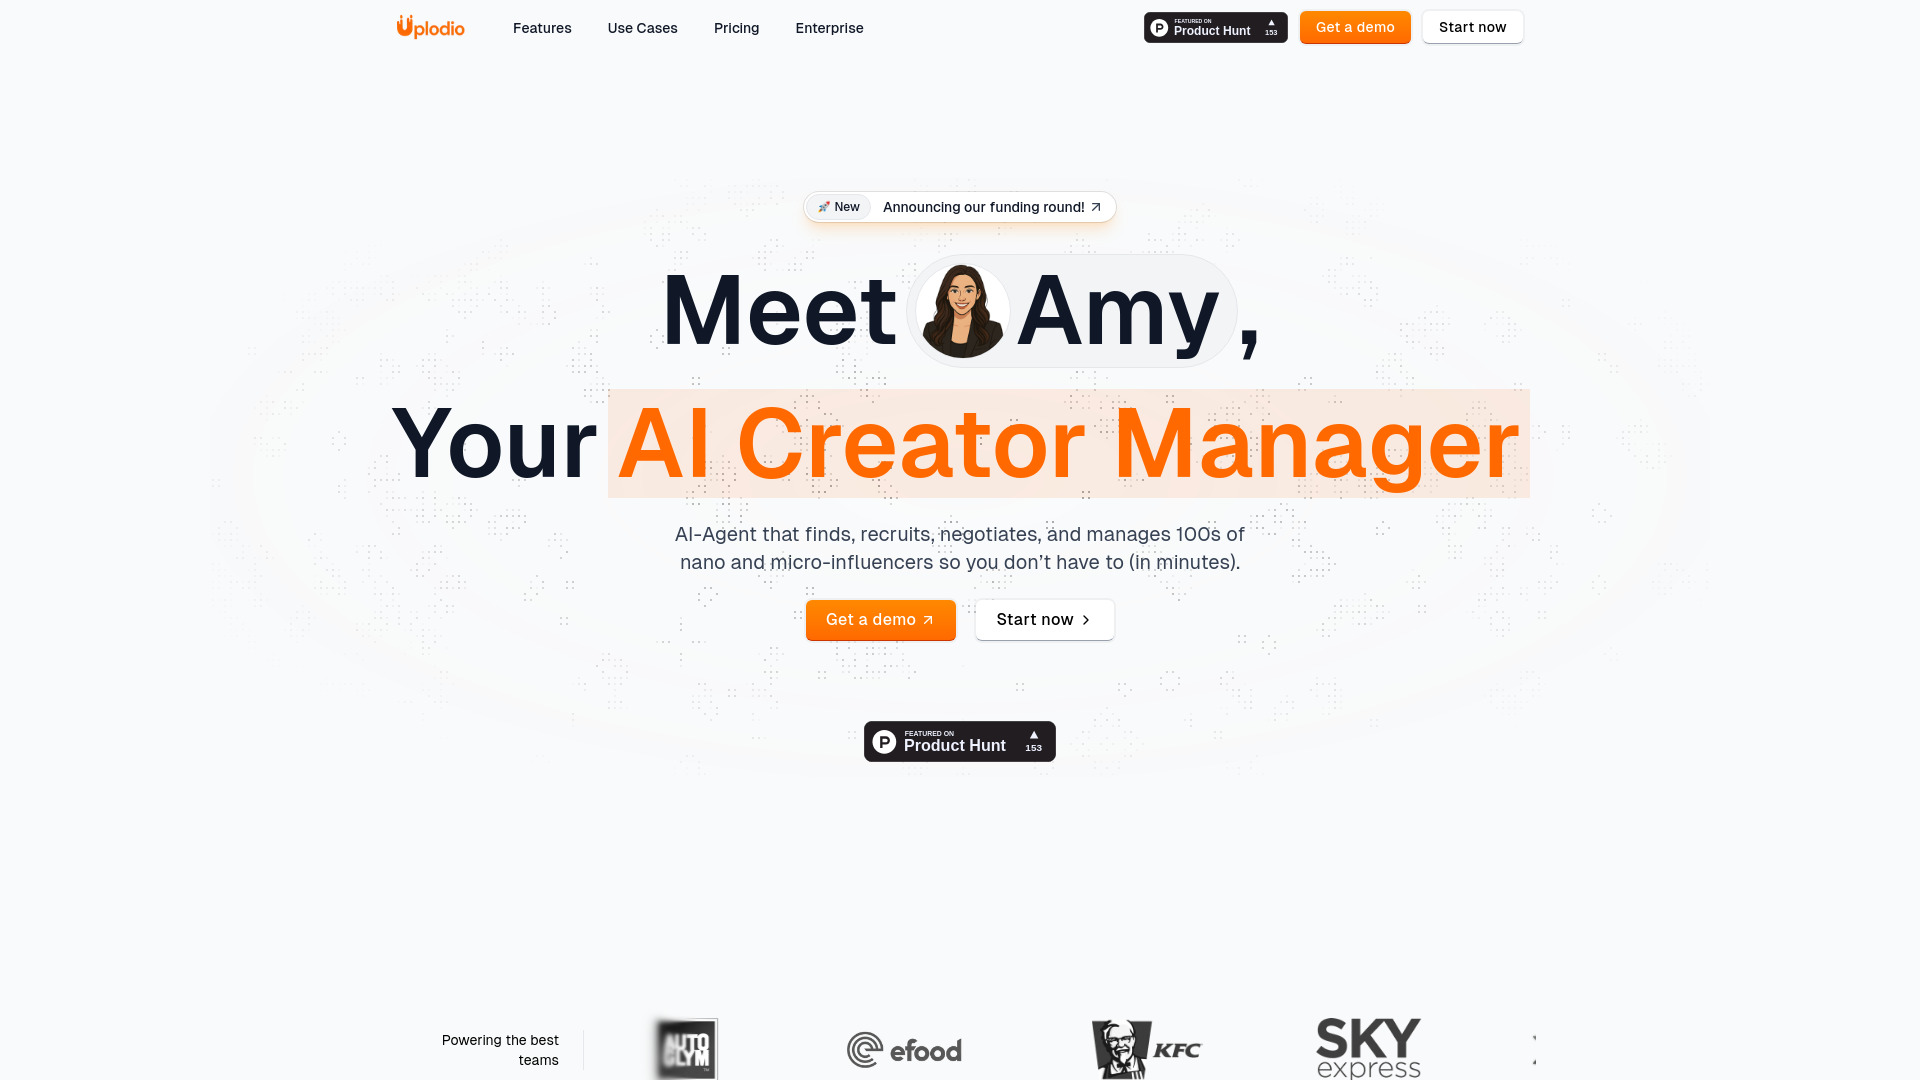 Uplodio
Features
Use Cases
Pricing
Enterprise
P
FEATURED ON
Product Hunt
153
Get a demo
Start now
🚀 New
Announcing our funding round!
Meet Amy,
Your AI Creator Manager
AI-Agent that finds, recruits, negotiates, and manages 100s of
nano and micro-influencers so you don’t have to (in minutes).
Get a demo
Start now
P
FEATURED ON
Product Hunt
153
Powering the best
teams
AUTO
GLYM
TM
efood
KFC
SKY
express